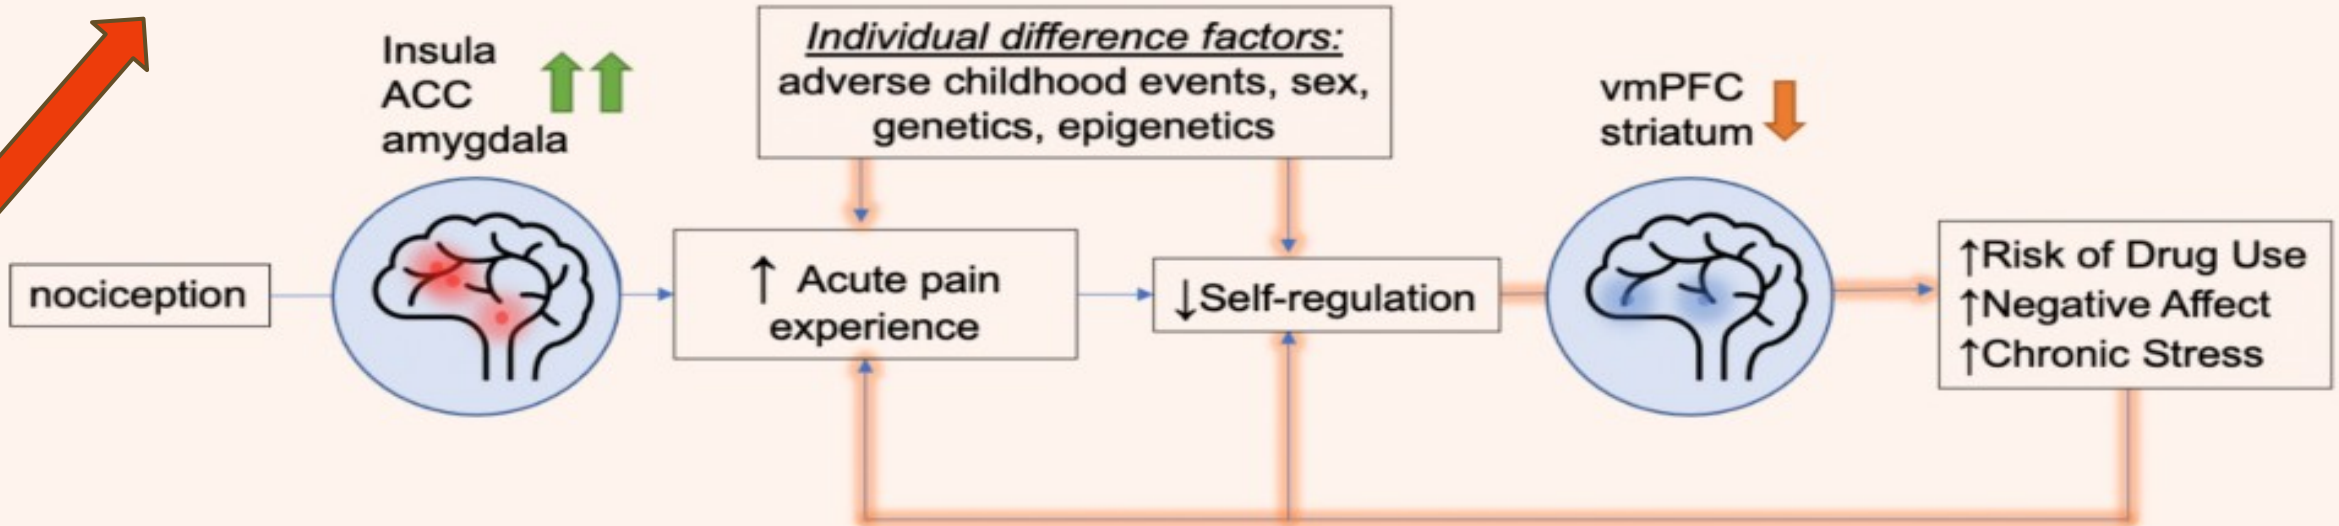 Insula
ACC
amygdala
Individual difference factors:
adverse childhood events, sex,
genetics, epigenetics
vmPFC
striatum
nociception
↑ Acute pain
experience
↓Self-regulation
↑Risk of Drug Use
↑Negative Affect
↑Chronic Stress